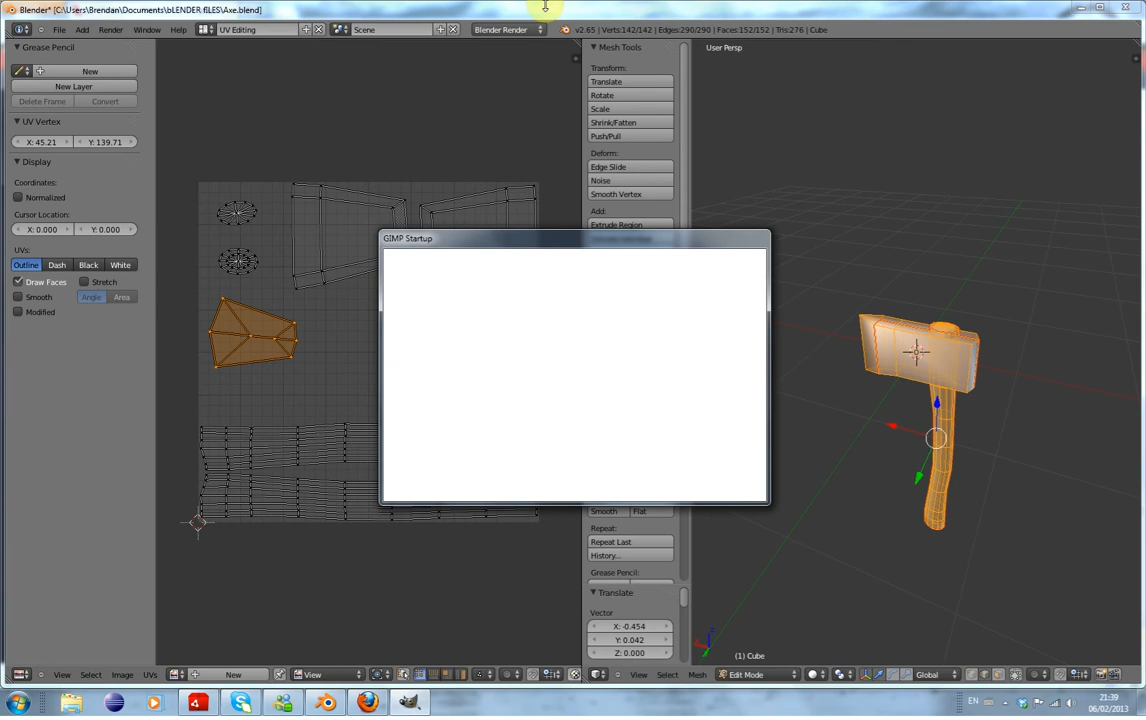 Blender* [C:\Users\Brendan\Documents\bLENDER fILES\Axe.blend]
File Add Render Window Help UV Editing Scene Blender Render v2.65 | Verts:142/142 | Edges:290/290 | Faces:152/152 | Tris:276 | Cube
Grease Pencil
New
New Layer
Delete Frame Convert
UV Vertex
X: 45.21 Y: 139.71
Display
Coordinates:
Normalized
Cursor Location:
X: 0.000 Y: 0.000
UVs:
Outline Dash Black White
Draw Faces Stretch
Smooth Angle Area
Modified
GIMP Startup
Mesh Tools
Transform:
Translate
Rotate
Scale
Shrink/Fatten
Push/Pull
Deform:
Edge Slide
Noise
Smooth Vertex
Add:
Extrude Region
Smooth Flat
Repeat:
Repeat Last
History...
Grease Pencil:
Translate
Vector
X: -0.454
Y: 0.042
Z: 0.000
User Persp
(1) Cube
View Select Image UVs New View
View Select Mesh Edit Mode Global
EN
21:39
06/02/2013